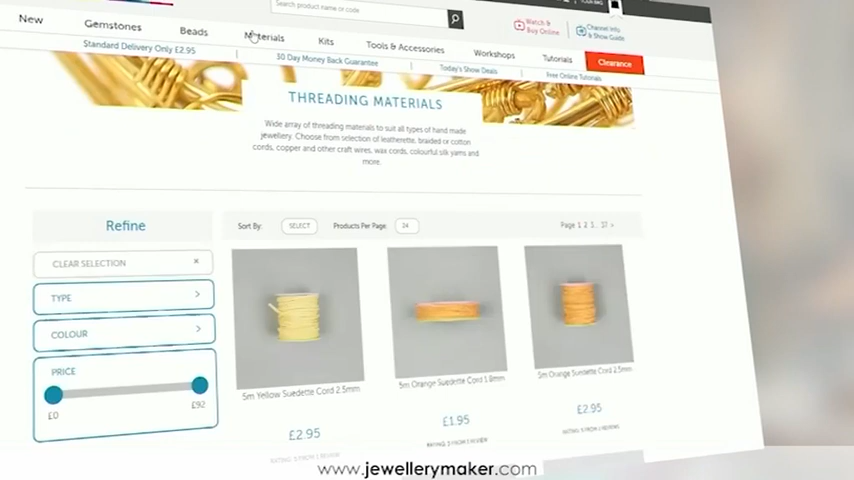 Search product name or code
Watch & Buy Online
Channel Info & Show Guide
New Gemstones Beads Materials Kits Tools & Accessories Workshops Tutorials Clearance
Standard Delivery Only £2.95 | 30 Day Money Back Guarantee | Today's Show Deals | Free Online Tutorials
THREADING MATERIALS
Wide array of threading materials to suit all types of hand made
jewellery. Choose from selection of leatherette, braided or cotton
cords, copper and other craft wires, wax cords, colourful silk yarns and
more.
Refine
Sort By: SELECT Products Per Page: 24 Page 1 2 3 ... 17 >
CLEAR SELECTION ×
TYPE >
COLOUR >
PRICE
£0 £92
5m Yellow Suedette Cord 2.5mm
5m Orange Suedette Cord 1.8mm
5m Orange Suedette Cord 2.5mm
£2.95
£1.95
£2.95
RATING: 5 FROM 1 REVIEW
www.jewellerymaker.com